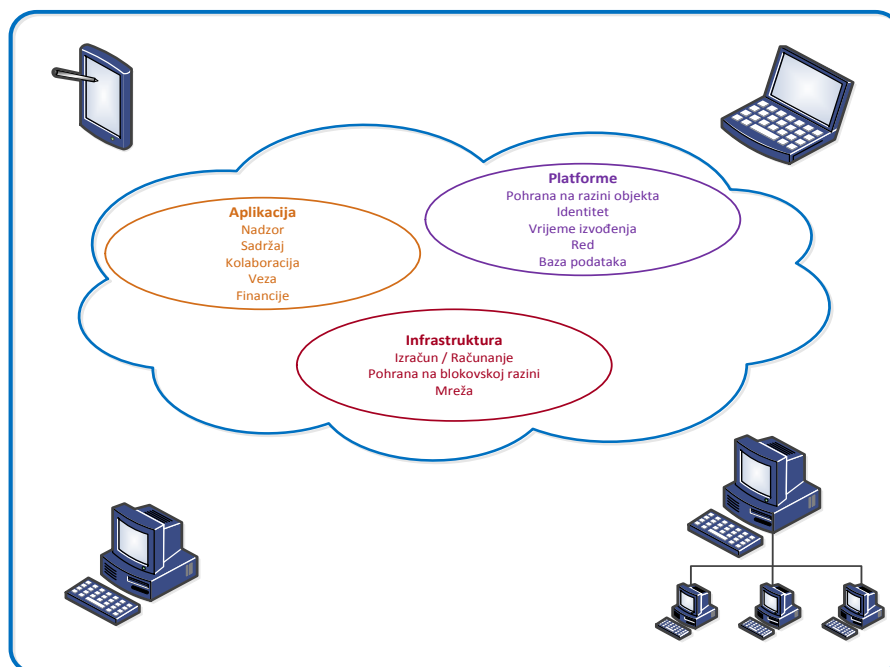 Aplikacija
Nadzor
Sadržaj
Kolaboracija
Veza
Financije
Platforme
Pohrana na razini objekta
Identitet
Vrijeme izvođenja
Red
Baza podataka
Infrastruktura
Izračun / Računanje
Pohrana na blokovskoj razini
Mreža